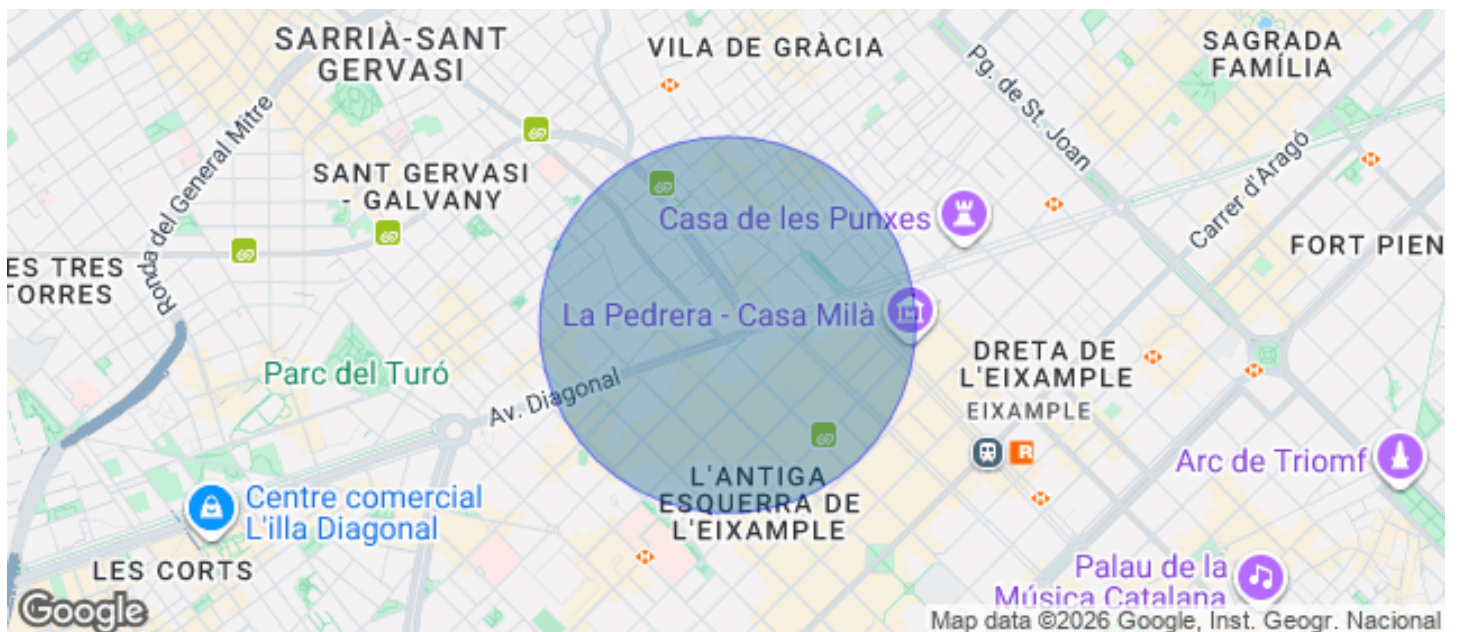 SARRIÀ-SANT
GERVASI
VILA DE GRÀCIA
SAGRADA
FAMÍLIA
Pg. de St. Joan
Ronda del General Mitre
SANT GERVASI
- GALVANY
Carrer d'Aragó
Casa de les Punxes
FORT PIEN
ES TRES
TORRES
La Pedrera - Casa Milà
DRETA DE
L'EIXAMPLE
EIXAMPLE
Parc del Turó
Av. Diagonal
R
Arc de Triomf
L'ANTIGA
ESQUERRA DE
L'EIXAMPLE
Centre comercial
L'illa Diagonal
LES CORTS
Palau de la
Música Catalana
Google
Map data ©2026 Google, Inst. Geogr. Nacional